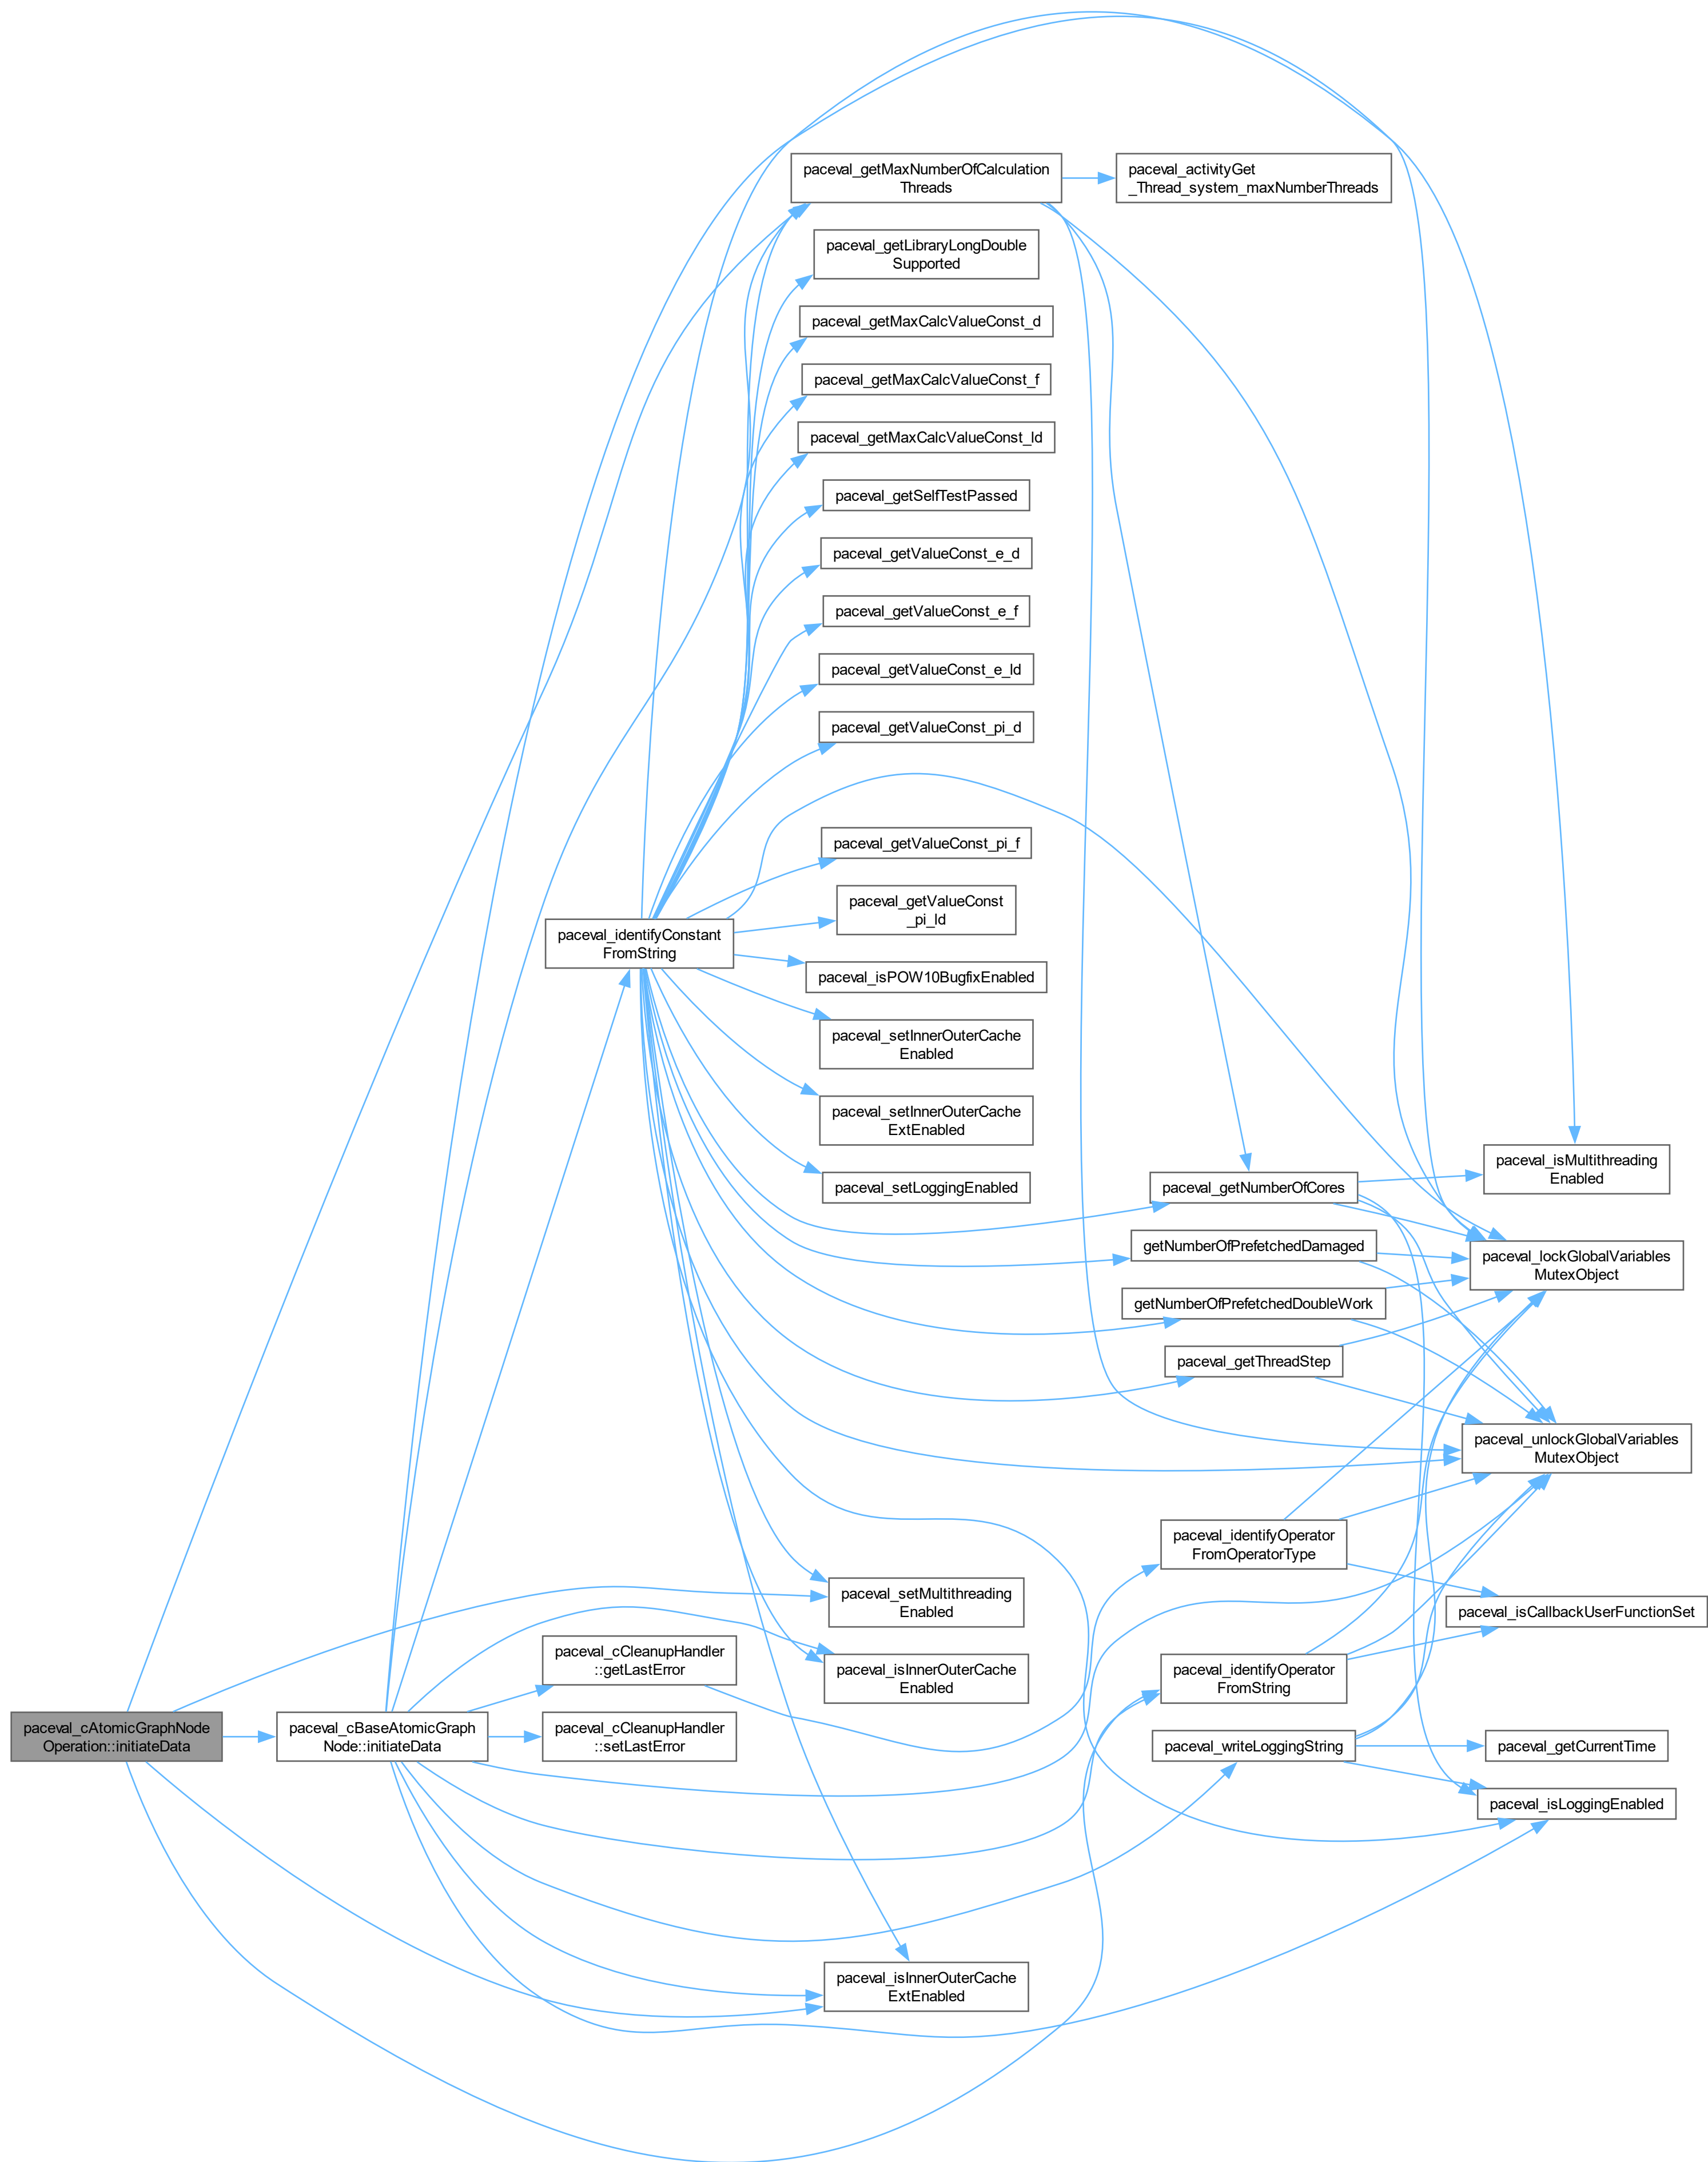 paceval_getMaxNumberOfCalculation
Threads
paceval_activityGet
_Thread_system_maxNumberThreads
paceval_getLibraryLongDouble
Supported
paceval_getMaxCalcValueConst_d
paceval_getMaxCalcValueConst_f
paceval_getMaxCalcValueConst_ld
paceval_getSelfTestPassed
paceval_getValueConst_e_d
paceval_getValueConst_e_f
paceval_getValueConst_e_ld
paceval_getValueConst_pi_d
paceval_getValueConst_pi_f
paceval_getValueConst
_pi_ld
paceval_identifyConstant
FromString
paceval_isPOW10BugfixEnabled
paceval_setInnerOuterCache
Enabled
paceval_setInnerOuterCache
ExtEnabled
paceval_setLoggingEnabled
paceval_getNumberOfCores
paceval_isMultithreading
Enabled
getNumberOfPrefetchedDamaged
paceval_lockGlobalVariables
MutexObject
getNumberOfPrefetchedDoubleWork
paceval_getThreadStep
paceval_unlockGlobalVariables
MutexObject
paceval_identifyOperator
FromOperatorType
paceval_setMultithreading
Enabled
paceval_isCallbackUserFunctionSet
paceval_cCleanupHandler
::getLastError
paceval_isInnerOuterCache
Enabled
paceval_identifyOperator
FromString
paceval_cAtomicGraphNode
Operation::initiateData
paceval_cBaseAtomicGraph
Node::initiateData
paceval_cCleanupHandler
::setLastError
paceval_writeLoggingString
paceval_getCurrentTime
paceval_isLoggingEnabled
paceval_isInnerOuterCache
ExtEnabled